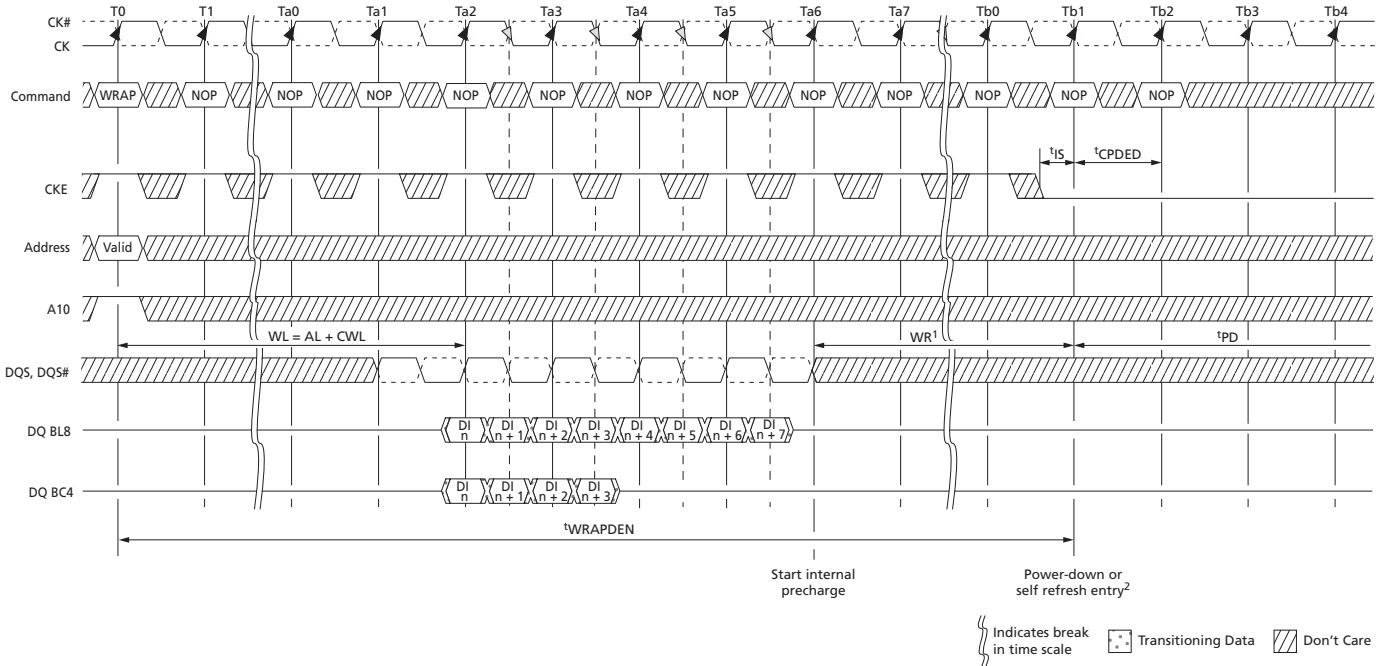 T0 T1 Ta0 Ta1 Ta2 Ta3 Ta4 Ta5 Ta6 Ta7 Tb0 Tb1 Tb2 Tb3 Tb4
CK#
CK
Command WRAP NOP NOP NOP NOP NOP NOP NOP NOP NOP NOP NOP NOP
tIS tCPDED
CKE
Address Valid
A10
WL = AL + CWL WR1 tPD
DQS, DQS#
DQ BL8 DI n DI n + 1 DI n + 2 DI n + 3 DI n + 4 DI n + 5 DI n + 6 DI n + 7
DQ BC4 DI n DI n + 1 DI n + 2 DI n + 3
tWRAPDEN
Start internal
precharge
Power-down or
self refresh entry2
Indicates break
in time scale
Transitioning Data
Don't Care